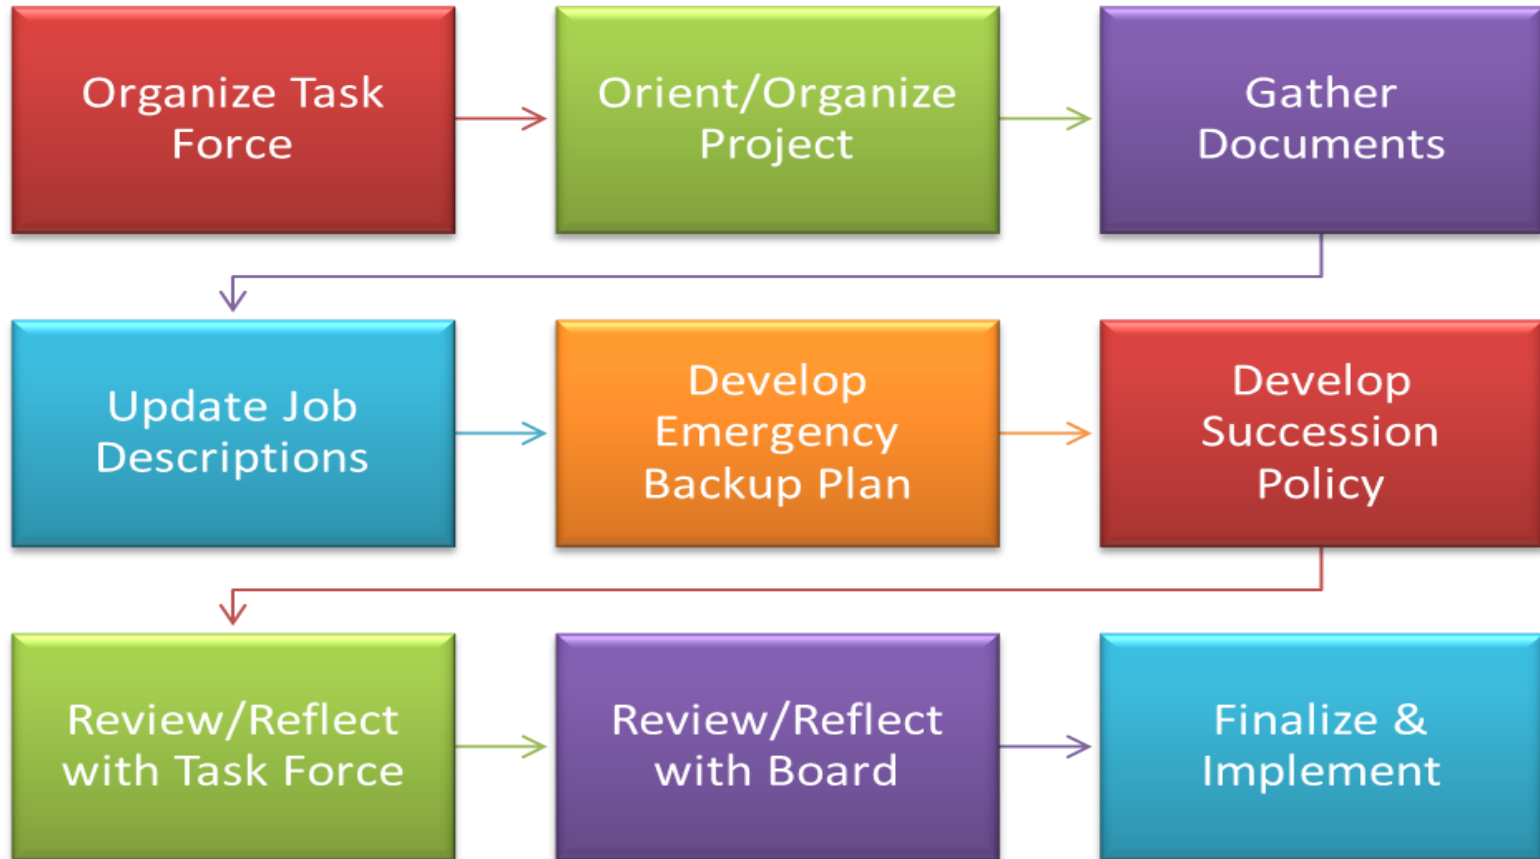 Organize Task
Force
Orient/Organize
Project
Gather
Documents
Update Job
Descriptions
Develop
Emergency
Backup Plan
Develop
Succession
Policy
Review/Reflect
with Task Force
Review/Reflect
with Board
Finalize &
Implement